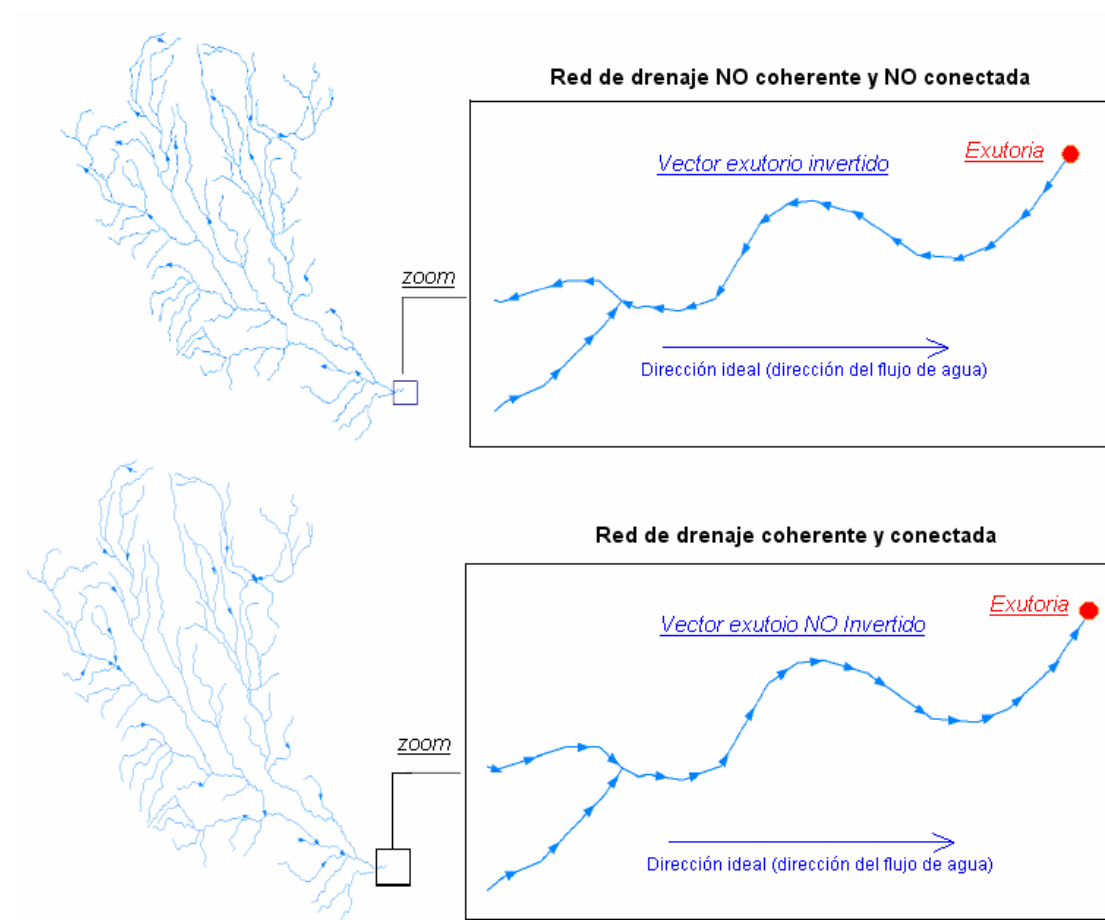 Red de drenaje NO coherente y NO conectada
Vector exutorio invertido
Exutoria
zoom
Dirección ideal (dirección del flujo de agua)
Red de drenaje coherente y conectada
Exutoria
Vector exutoio NO Invertido
zoom
Dirección ideal (dirección del flujo de agua)